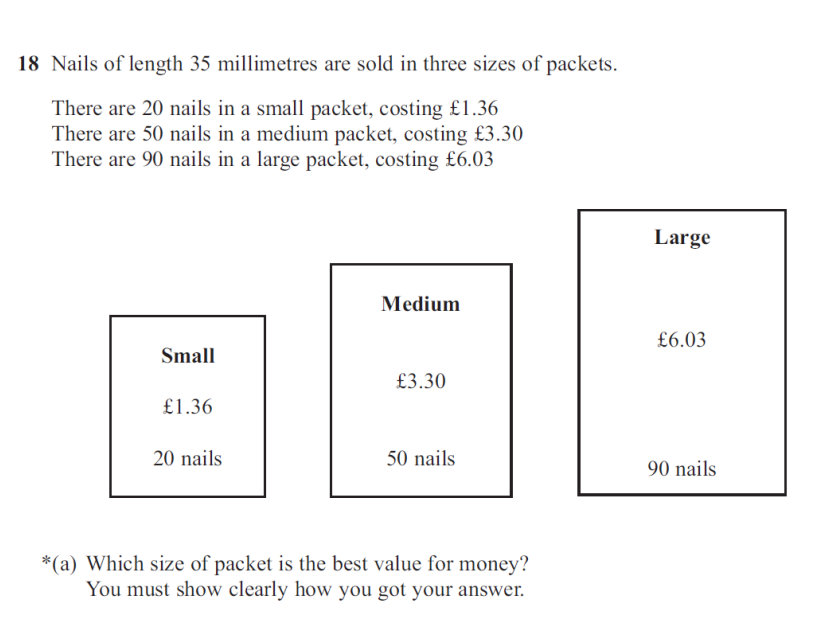 18 Nails of length 35 millimetres are sold in three sizes of packets.
There are 20 nails in a small packet, costing £1.36
There are 50 nails in a medium packet, costing £3.30
There are 90 nails in a large packet, costing £6.03
Small
£1.36
20 nails
Medium
£3.30
50 nails
Large
£6.03
90 nails
*(a) Which size of packet is the best value for money?
You must show clearly how you got your answer.